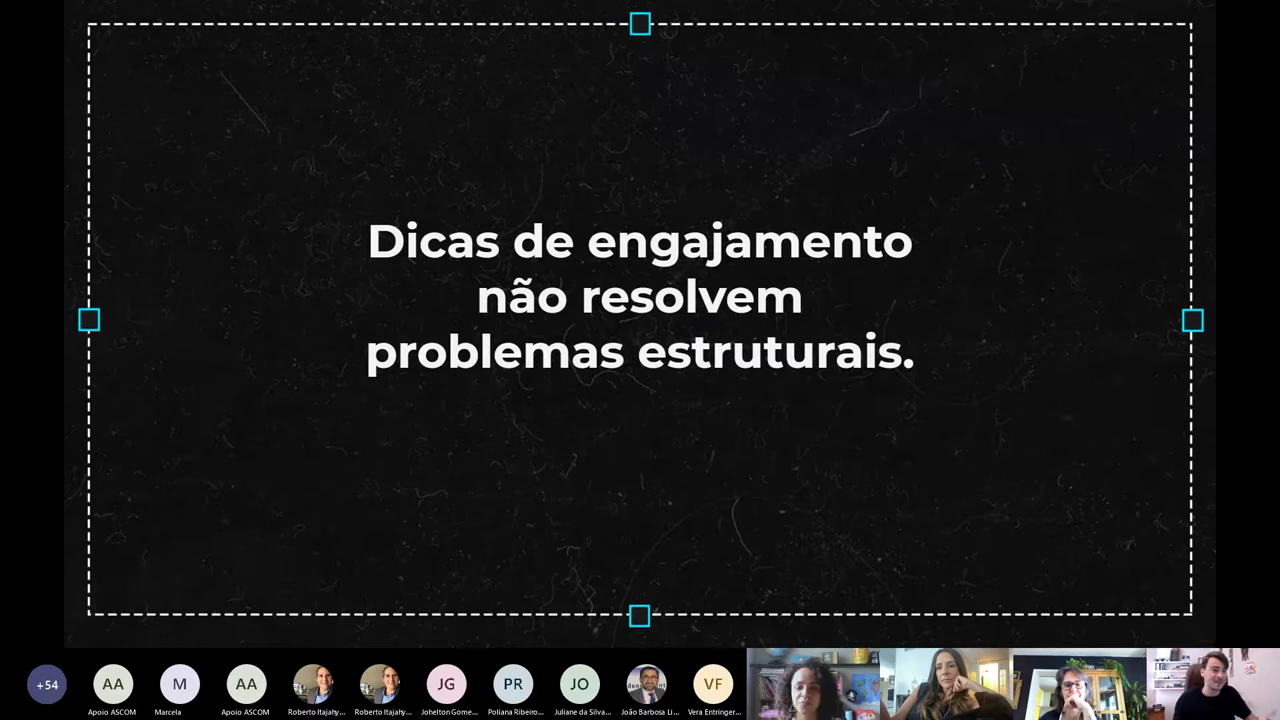 Dicas de engajamento
não resolvem
problemas estruturais.
+54
AA
M
AA
JG
PR
JO
VF
Apoio ASCOM
Marcela
Apoio ASCOM
Roberto Itajahy...
Roberto Itajahy...
Johelton Gome...
Poliana Ribeiro...
Juliane da Silva...
João Barbosa Li...
Vera Entringer...